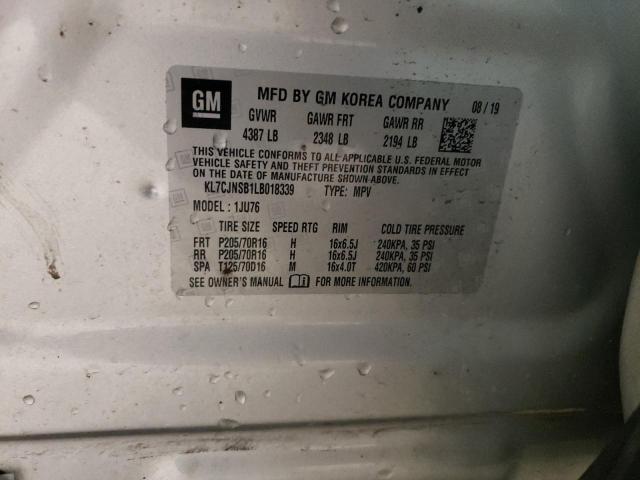 GM
MFD BY GM KOREA COMPANY 08 / 19
GVWR GAWR FRT GAWR RR
4387 LB 2348 LB 2194 LB
THIS VEHICLE CONFORMS TO ALL APPLICABLE U.S. FEDERAL MOTOR
VEHICLE SAFETY AND THEFT PREVENTION STANDARDS IN EFFECT
ON THE DATE OF MANUFACTURE SHOWN ABOVE.
KL7CJNSB1LB018339 TYPE: MPV
MODEL: 1JU76
TIRE SIZE SPEED RTG RIM COLD TIRE PRESSURE
FRT P205/70R16 H 16x6.5J 240KPA, 35 PSI
RR P205/70R16 H 16x6.5J 240KPA, 35 PSI
SPA T125/70D16 M 16x4.0T 420KPA, 60 PSI
SEE OWNER'S MANUAL FOR MORE INFORMATION.